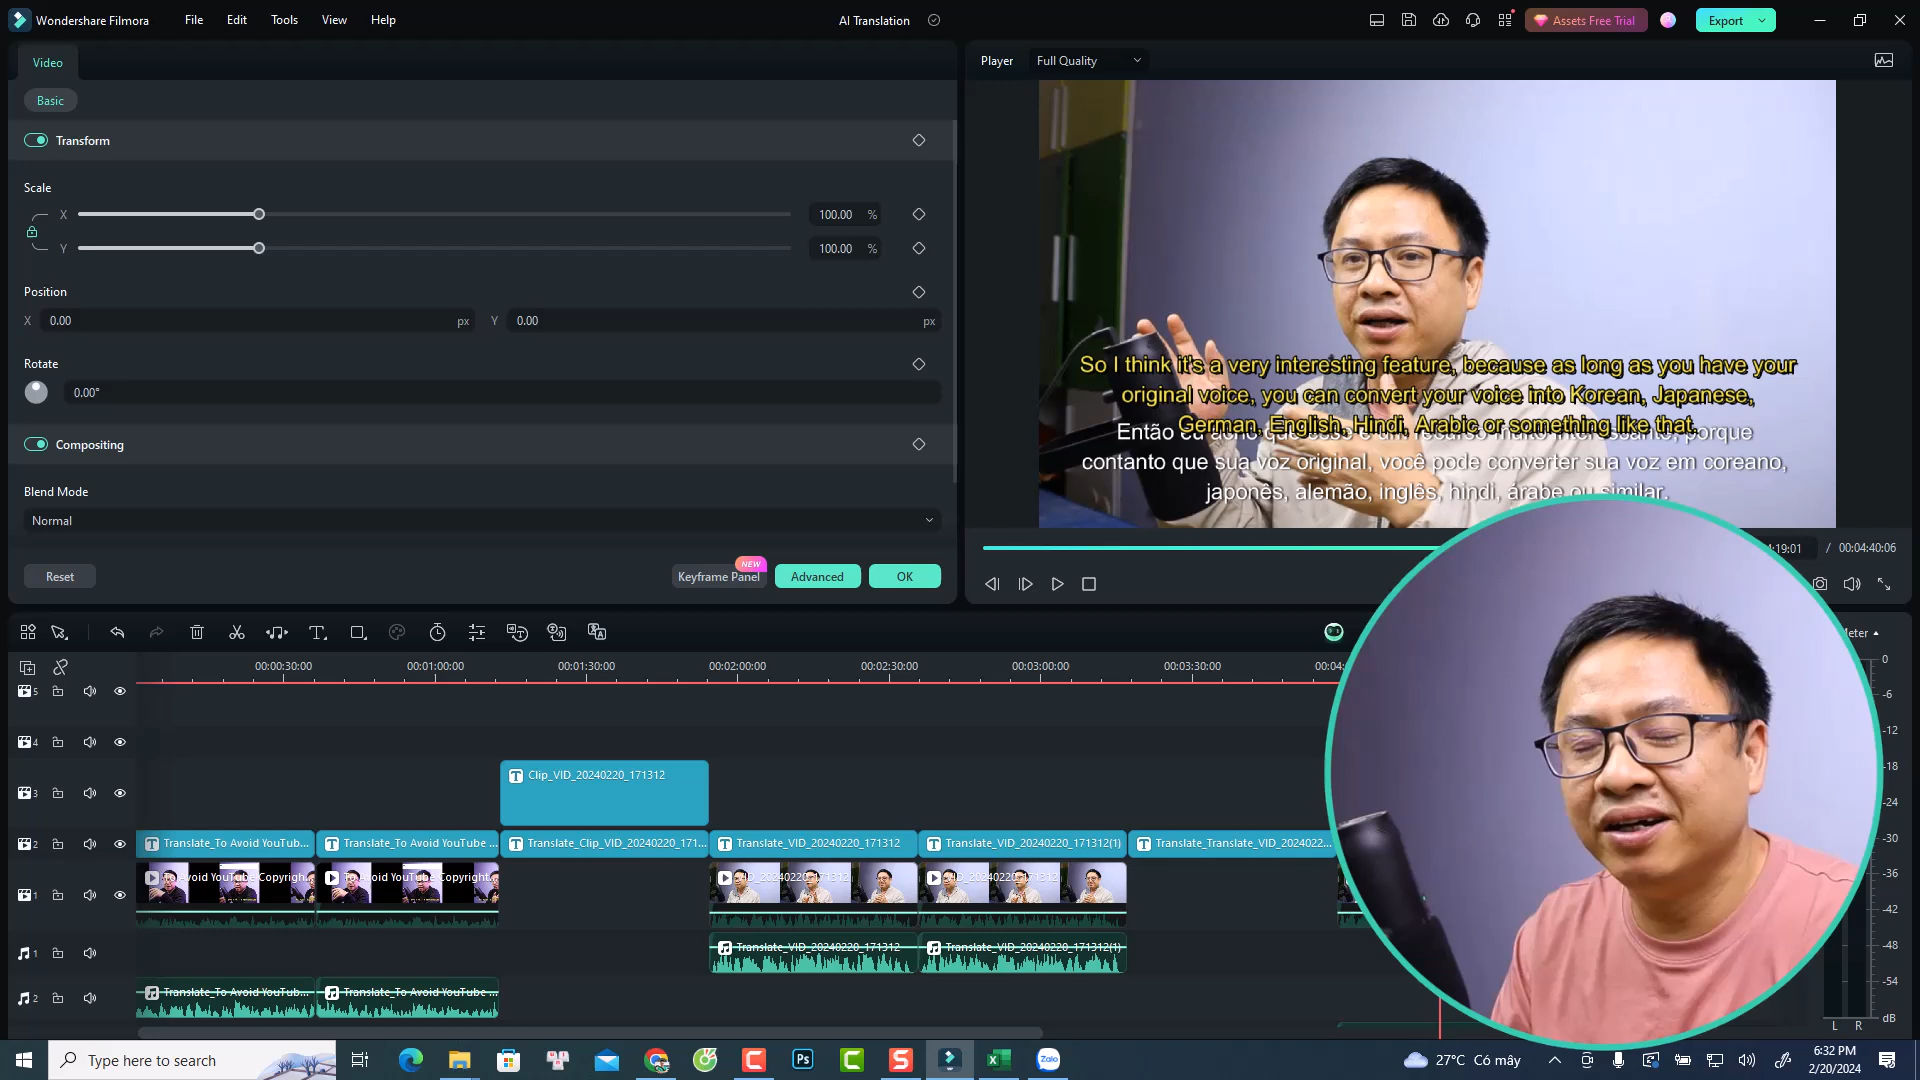 Wondershare Filmora
File
Edit
Tools
View
Help
AI Translation
Assets Free Trial
Export
Video
Basic
Transform
Scale
X
100.00 %
Y
100.00 %
Position
X 0.00 px
Y 0.00 px
Rotate
0.00°
Compositing
Blend Mode
Normal
Reset
NEW
Keyframe Panel
Advanced
OK
Player
Full Quality
So I think it's a very interesting feature, because as long as you have your
original voice, you can convert your voice into Korean, Japanese,
German, English, Hindi, Arabic or something like that.
Então eu acho que esse é um recurso muito interessante, porque
contanto que sua voz original, você pode converter sua voz em coreano,
japonês, alemão, inglês, hindi, árabe ou similar.
4:19:01 / 00:04:40:06
00:00:30:00
00:01:00:00
00:01:30:00
00:02:00:00
00:02:30:00
00:03:00:00
00:03:30:00
00:04
5
4
3
Clip_VID_20240220_171312
2
Translate_To Avoid YouTub...
Translate_To Avoid YouTube ...
Translate_Clip_VID_20240220_171...
Translate_VID_20240220_171312
Translate_VID_20240220_171312(1)
Translate_Translate_VID_2024022...
1
To Avoid YouTube Copyrigh
To Avoid YouTube Copyright
VID_20240220_171312
VID_20240220_171312
1
Translate_VID_20240220_171312
Translate_VID_20240220_171312(1)
2
Translate_To Avoid YouTub...
Translate_To Avoid YouTube ...
eter
0
-6
-12
-18
-24
-30
-36
-42
-48
-54
dB
L R
Type here to search
Ps
Zalo
27°C Có mây
6:32 PM
2/20/2024